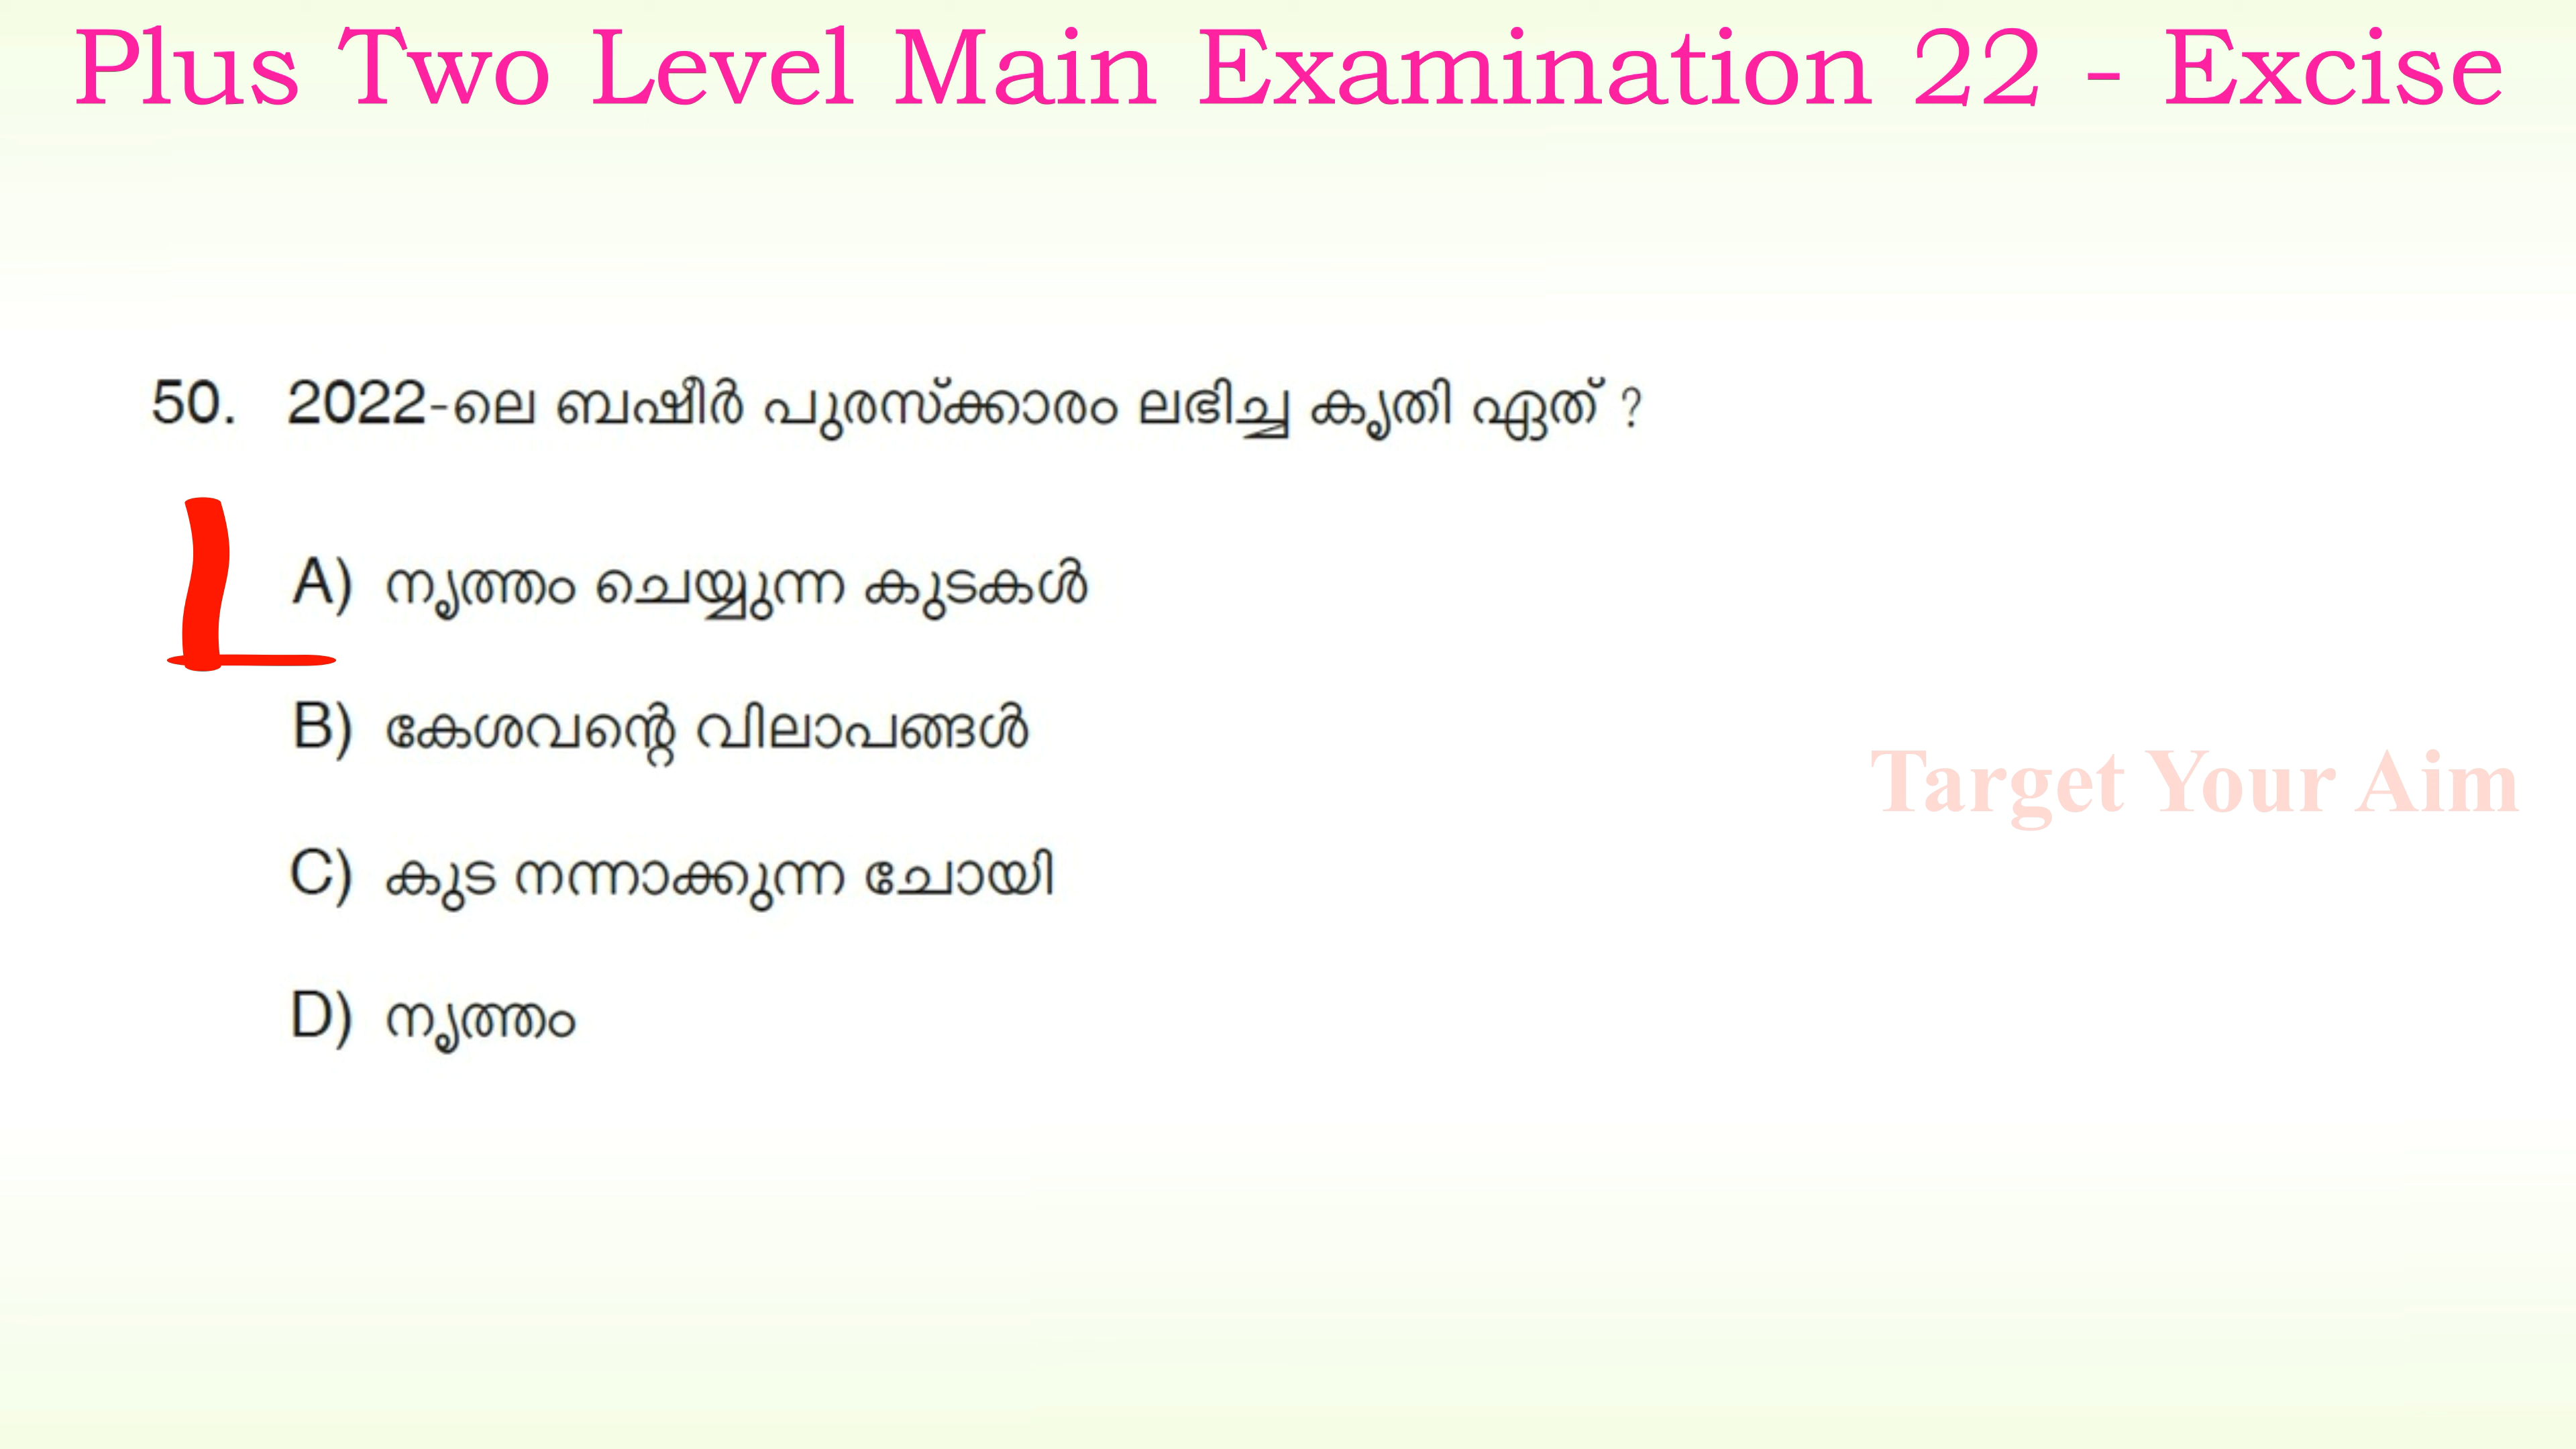 Plus Two Level Main Examination 22 - Excise
50. 2022-ലെ ബഷീർ പുരസ്ക്കാരം ലഭിച്ച കൃതി ഏത് ?
A) നൃത്തം ചെയ്യുന്ന കുടകൾ
B) കേശവന്റെ വിലാപങ്ങൾ
Target Your Aim
C) കുട നന്നാക്കുന്ന ചോയി
D) നൃത്തം